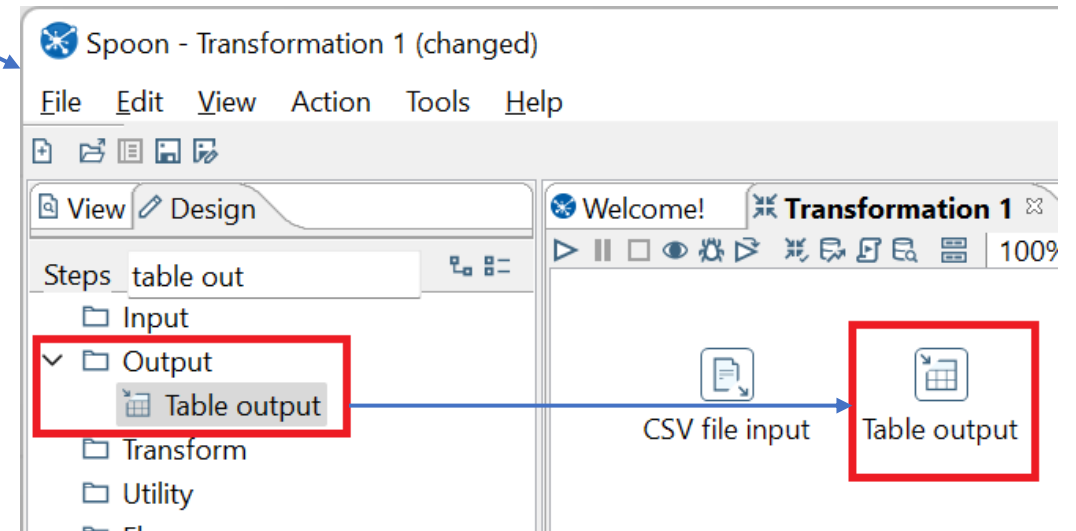 Spoon - Transformation 1 (changed)
File Edit View Action Tools Help
View Design
Welcome! Transformation 1
100%
Steps table out
Input
Output
Table output
Transform
Utility
CSV file input
Table output